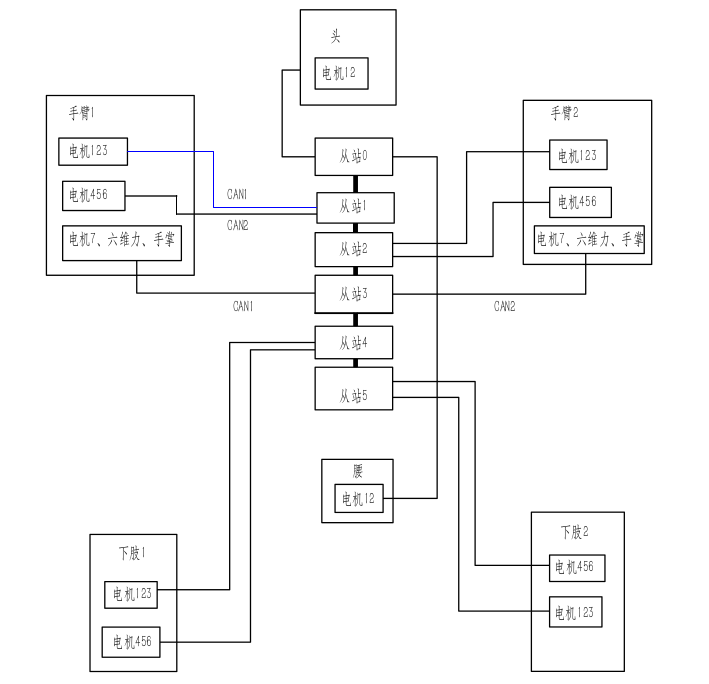 头
电机12
手臂1
电机123
电机456
电机7、六维力、手掌
CAN1
CAN2
CAN1
从站0
从站1
从站2
从站3
从站4
从站5
手臂2
电机123
电机456
电机7、六维力、手掌
CAN2
腰
电机12
下肢1
电机123
电机456
下肢2
电机456
电机123